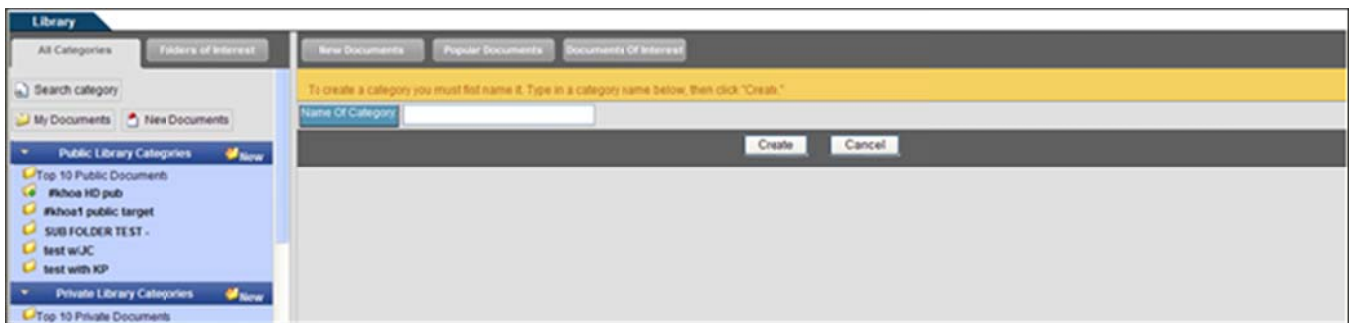 Library
All Categories
Folders of Interest
New Documents
Popular Documents
Documents Of Interest
Search category
To create a category you must fist name it. Type in a category name below, then click "Create."
My Documents
New Documents
Name Of Category:
Create
Cancel
Public Library Categories
New
Top 10 Public Documents
#khoa HD pub
#khoa1 public target
SUB FOLDER TEST -
test w/JC
test with KP
Private Library Categories
New
Top 10 Private Documents